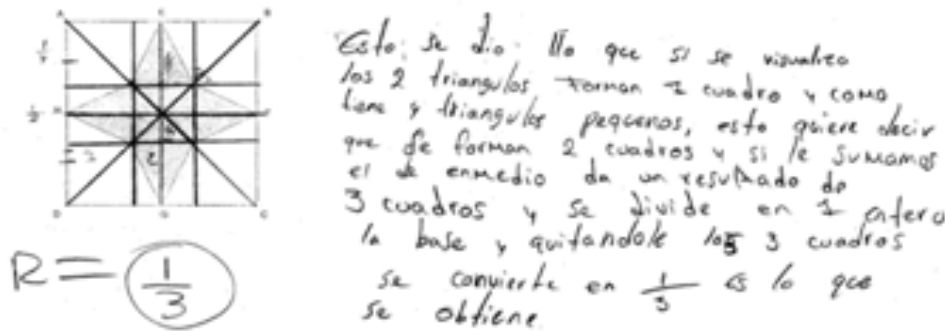 A
B
D
C
R = 1/3
Esto se dio
que si se visualiza
los 2 triangulos forman 1 cuadro y como
tiene 4 triangulos pequeños, esto quiere decir
que se forman 2 cuadros y si le sumamos
el de enmedio da un resultado de
3 cuadros y se divide en 1 entero
la base y quitandole los 3 cuadros
se convierte en 1/3 es lo que
se obtiene